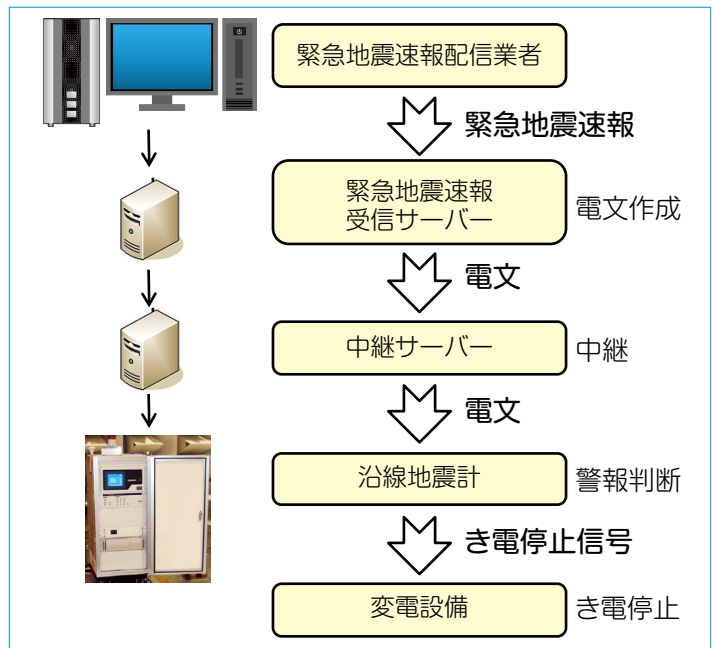 緊急地震速報配信業者
緊急地震速報
緊急地震速報
受信サーバー
電文作成
電文
中継サーバー
中継
電文
沿線地震計
警報判断
き電停止信号
変電設備
き電停止